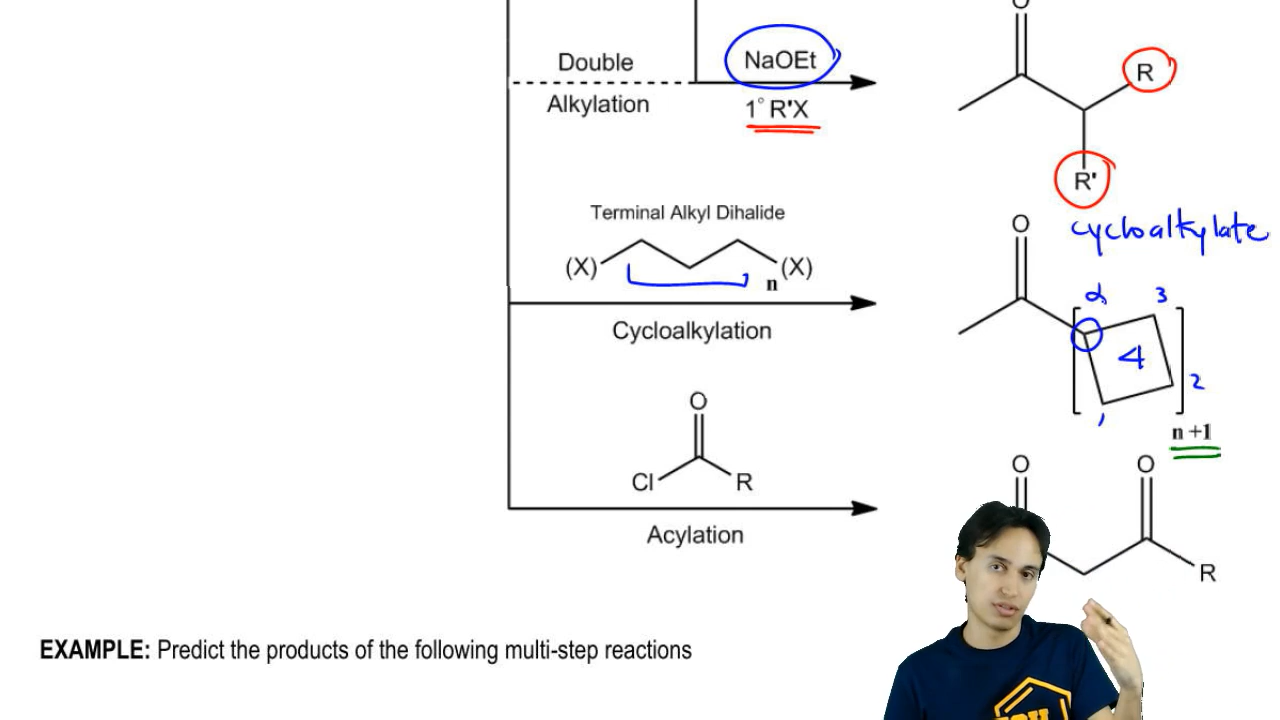 O
Double
NaOEt
R
Alkylation
1° R'X
R'
Terminal Alkyl Dihalide
O
cycloalkylate
(X)
(X)
n
α
3
4
2
Cycloalkylation
1
O
n +1
O
O
Cl
R
Acylation
R
EXAMPLE: Predict the products of the following multi-step reactions